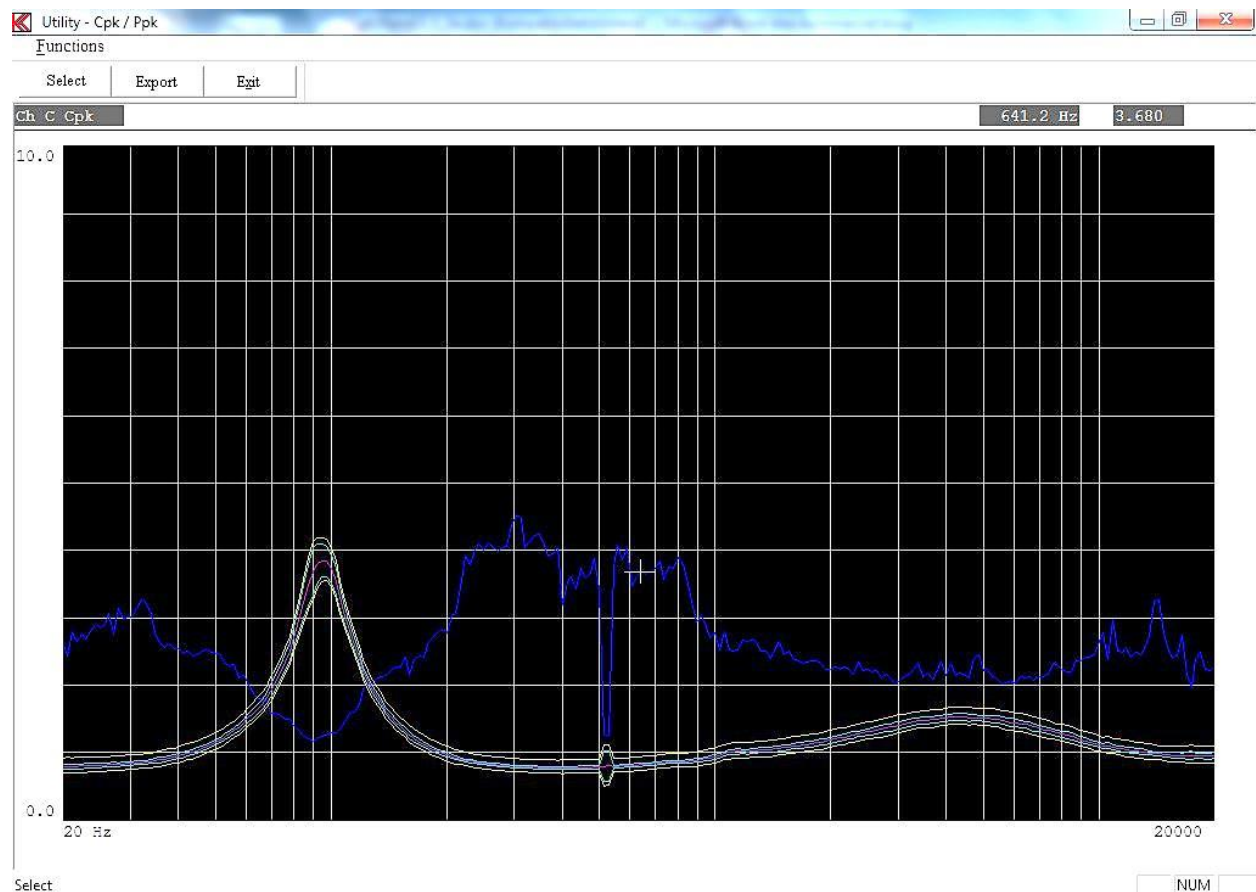 Utility - Cpk / Ppk
Functions
Select Export Exit
Ch C Cpk 641.2 Hz 3.680
10.0
0.0
20 Hz 20000
Select NUM